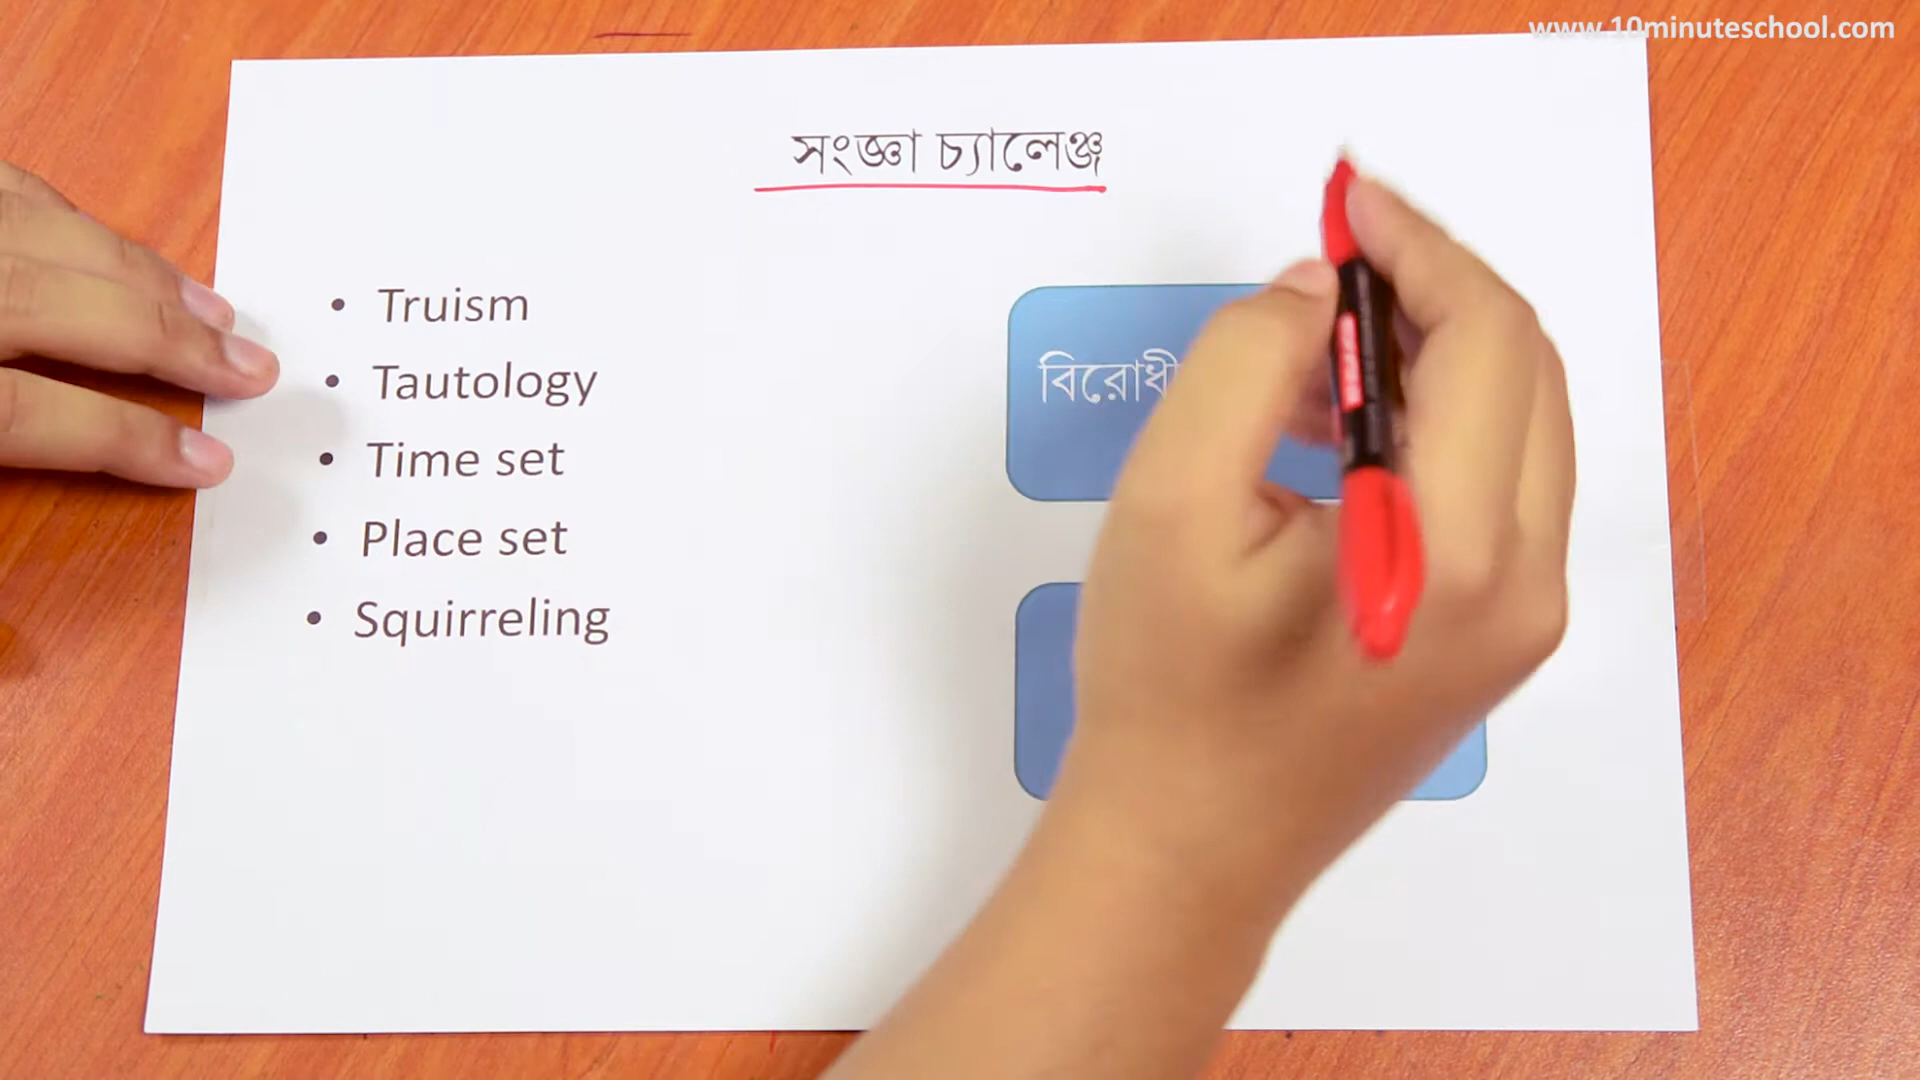 www.10minuteschool.com
সংজ্ঞা চ্যালেঞ্জ
• Truism
• Tautology
• Time set
• Place set
• Squirreling
বিরোধী